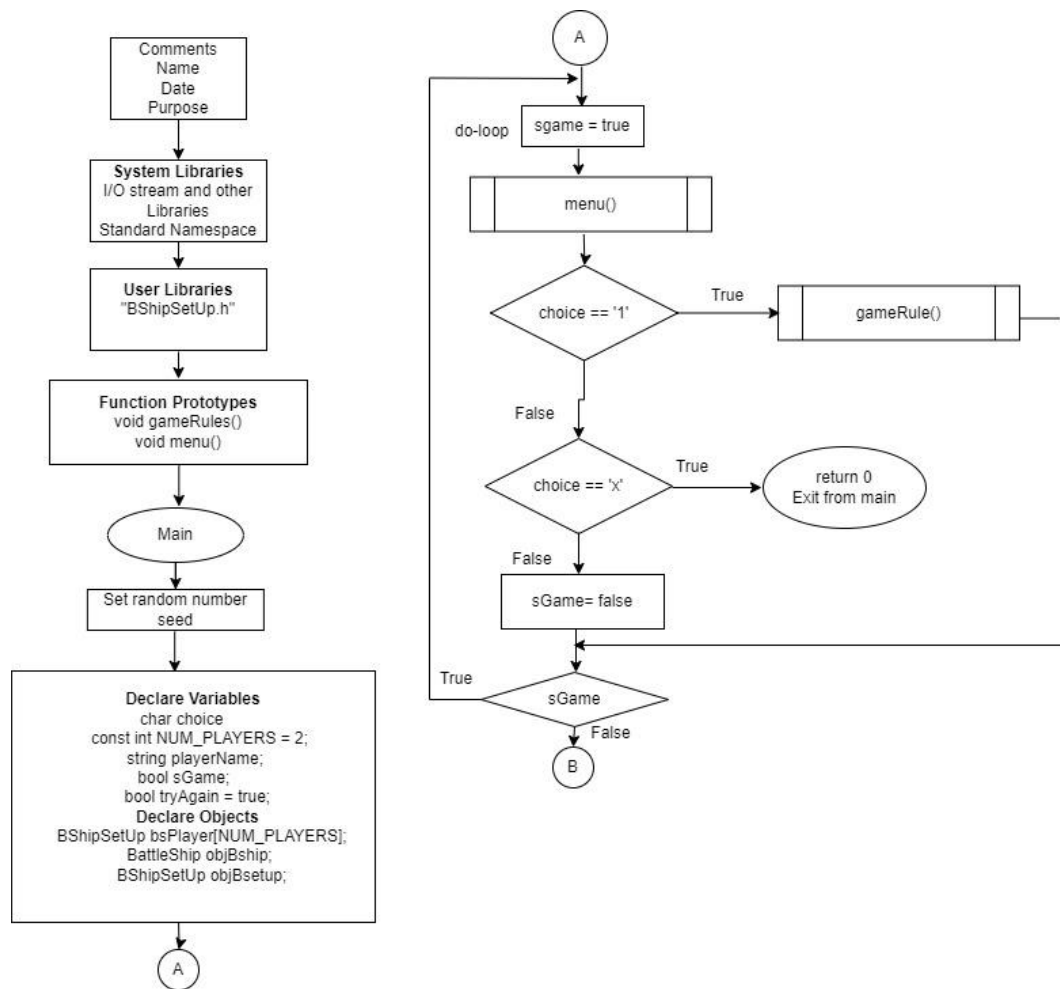 Comments
Name
Date
Purpose
System Libraries
I/O stream and other
Libraries
Standard Namespace
User Libraries
"BShipSetUp.h"
Function Prototypes
void gameRules()
void menu()
Main
Set random number
seed
Declare Variables
char choice
const int NUM_PLAYERS = 2;
string playerName;
bool sGame;
bool tryAgain = true;
Declare Objects
BShipSetUp bsPlayer[NUM_PLAYERS];
BattleShip objBship;
BShipSetUp objBsetup;
A
A
do-loop
sgame = true
menu()
choice == '1'
True
gameRule()
False
choice == 'x'
True
return 0
Exit from main
False
sGame= false
True
sGame
False
B